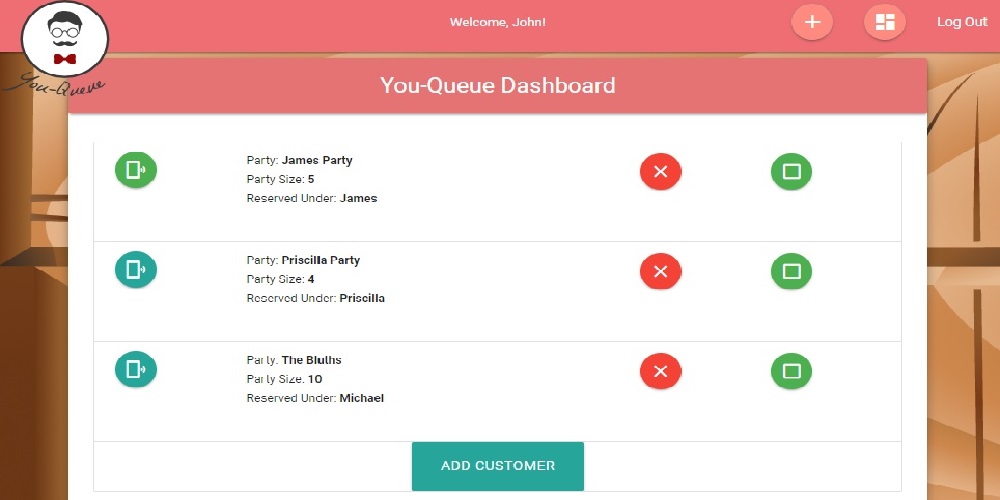 Welcome, John!
Log Out
You-Queue
You-Queue Dashboard
Party: James Party
Party Size: 5
Reserved Under: James
Party: Priscilla Party
Party Size: 4
Reserved Under: Priscilla
Party: The Bluths
Party Size: 10
Reserved Under: Michael
ADD CUSTOMER